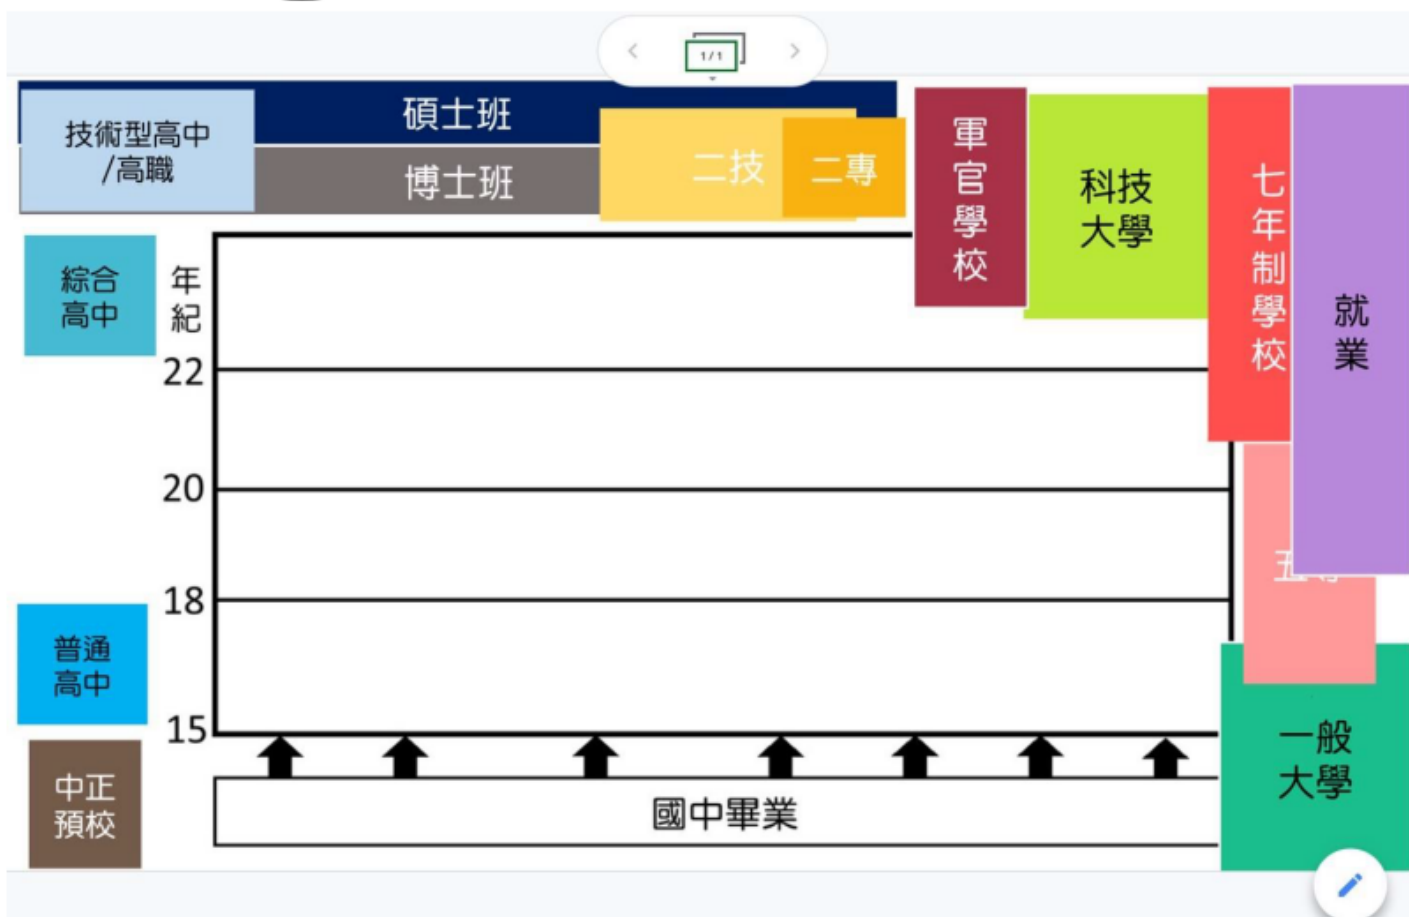 1/1
技術型高中
/高職
碩士班
博士班
二技
二專
軍官學校
科技
大學
七年制學校
就業
綜合
高中
年紀
22
20
18
15
五專
普通
高中
中正
預校
國中畢業
一般
大學